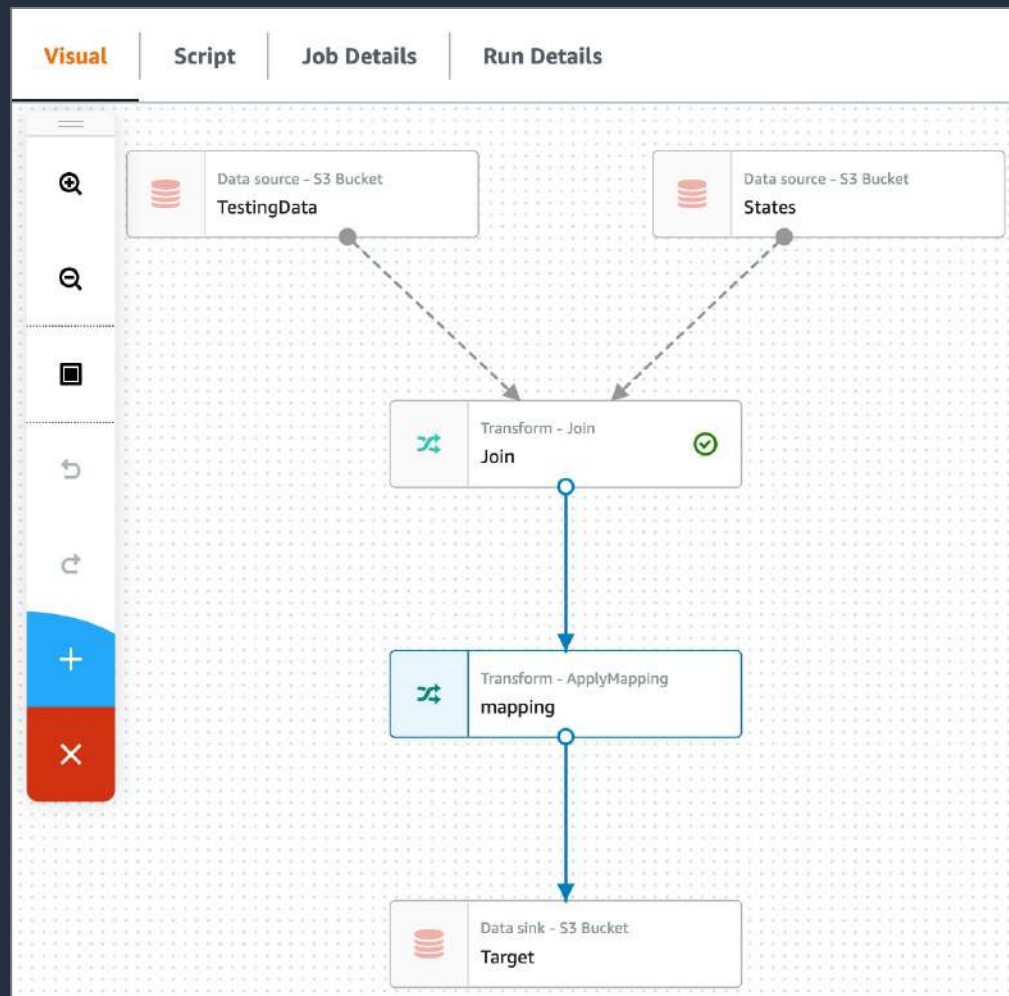 Visual
Script
Job Details
Run Details
Data source - S3 Bucket
TestingData
Data source - S3 Bucket
States
Transform - Join
Join
Transform - ApplyMapping
mapping
Data sink - S3 Bucket
Target